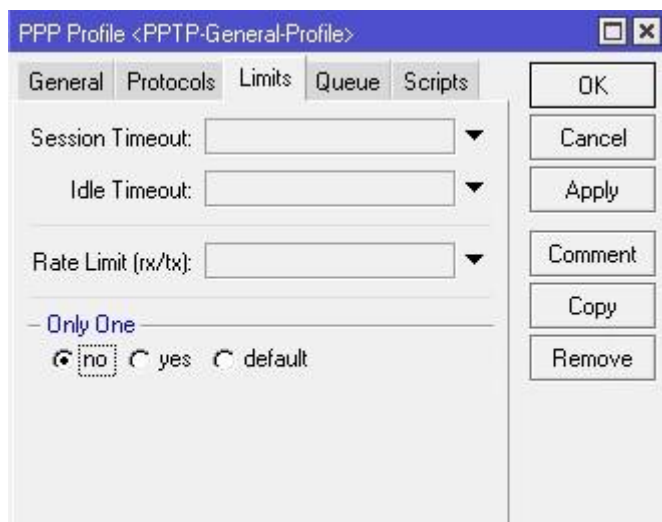 PPP Profile <PPTP-General-Profile>
General Protocols Limits Queue Scripts
Session Timeout:
Idle Timeout:
Rate Limit (rx/tx):
Only One
no yes default
OK
Cancel
Apply
Comment
Copy
Remove